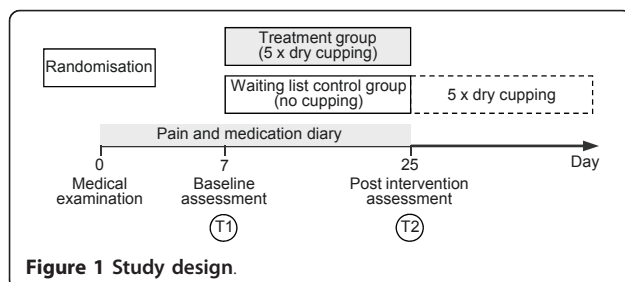 Treatment group
(5 x dry cupping)
Randomisation
Waiting list control group
(no cupping)
5 x dry cupping
Pain and medication diary
0
7
25
Day
Medical
examination
Baseline
assessment
Post intervention
assessment
T1
T2
Figure 1 Study design.